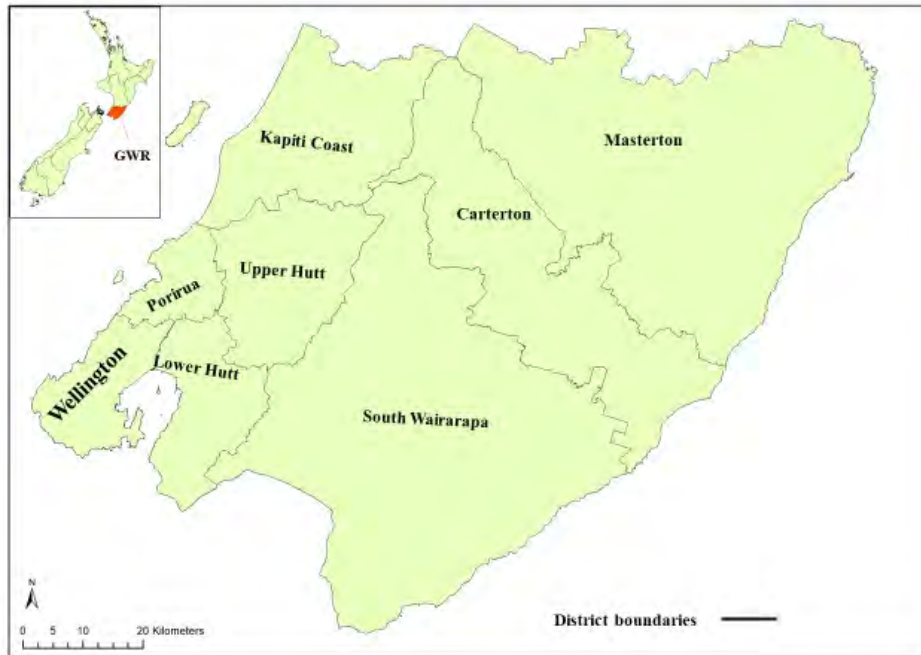 GWR
Kapiti Coast
Masterton
Carterton
Upper Hutt
Porirua
Wellington
Lower Hutt
South Wairarapa
N
0 5 10 20 Kilometers
District boundaries